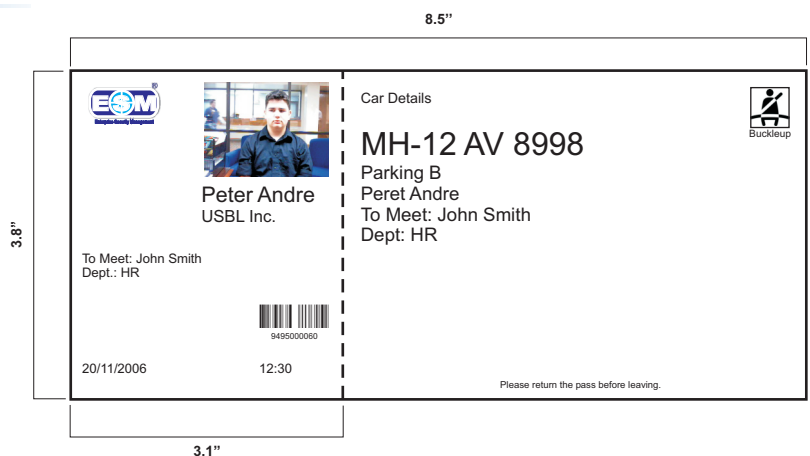 8.5”
3.8”
ESM
®
Enterprise Security Management
Peter Andre
USBL Inc.
To Meet: John Smith
Dept.: HR
9495000060
20/11/2006
12:30
Car Details
Buckleup
MH-12 AV 8998
Parking B
Peret Andre
To Meet: John Smith
Dept: HR
Please return the pass before leaving.
3.1”